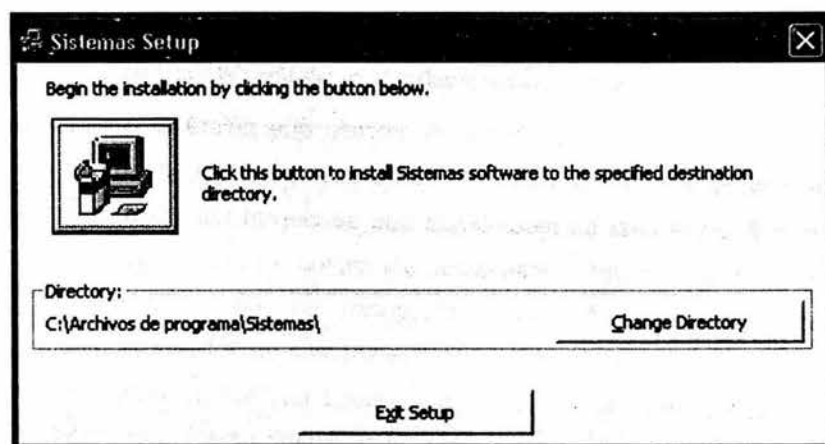 Sistemas Setup
Begin the installation by clicking the button below.
Click this button to install Sistemas software to the specified destination
directory.
Directory:
C:\Archivos de programa\Sistemas\
Change Directory
Exit Setup